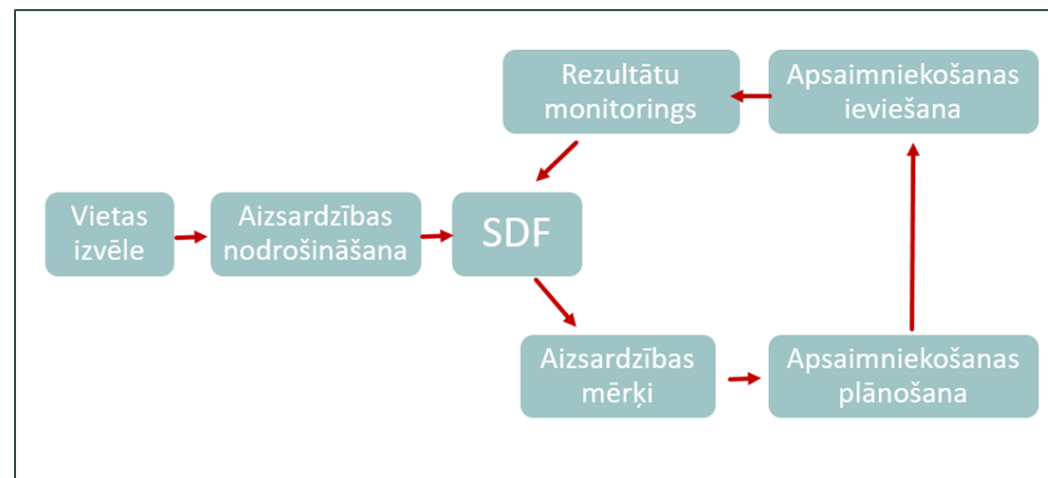 Rezultātu
monitorings
Apsaimniekošanas
ieviešana
Vietas
izvēle
Aizsardzības
nodrošināšana
SDF
Aizsardzības
mērķi
Apsaimniekošanas
plānošana